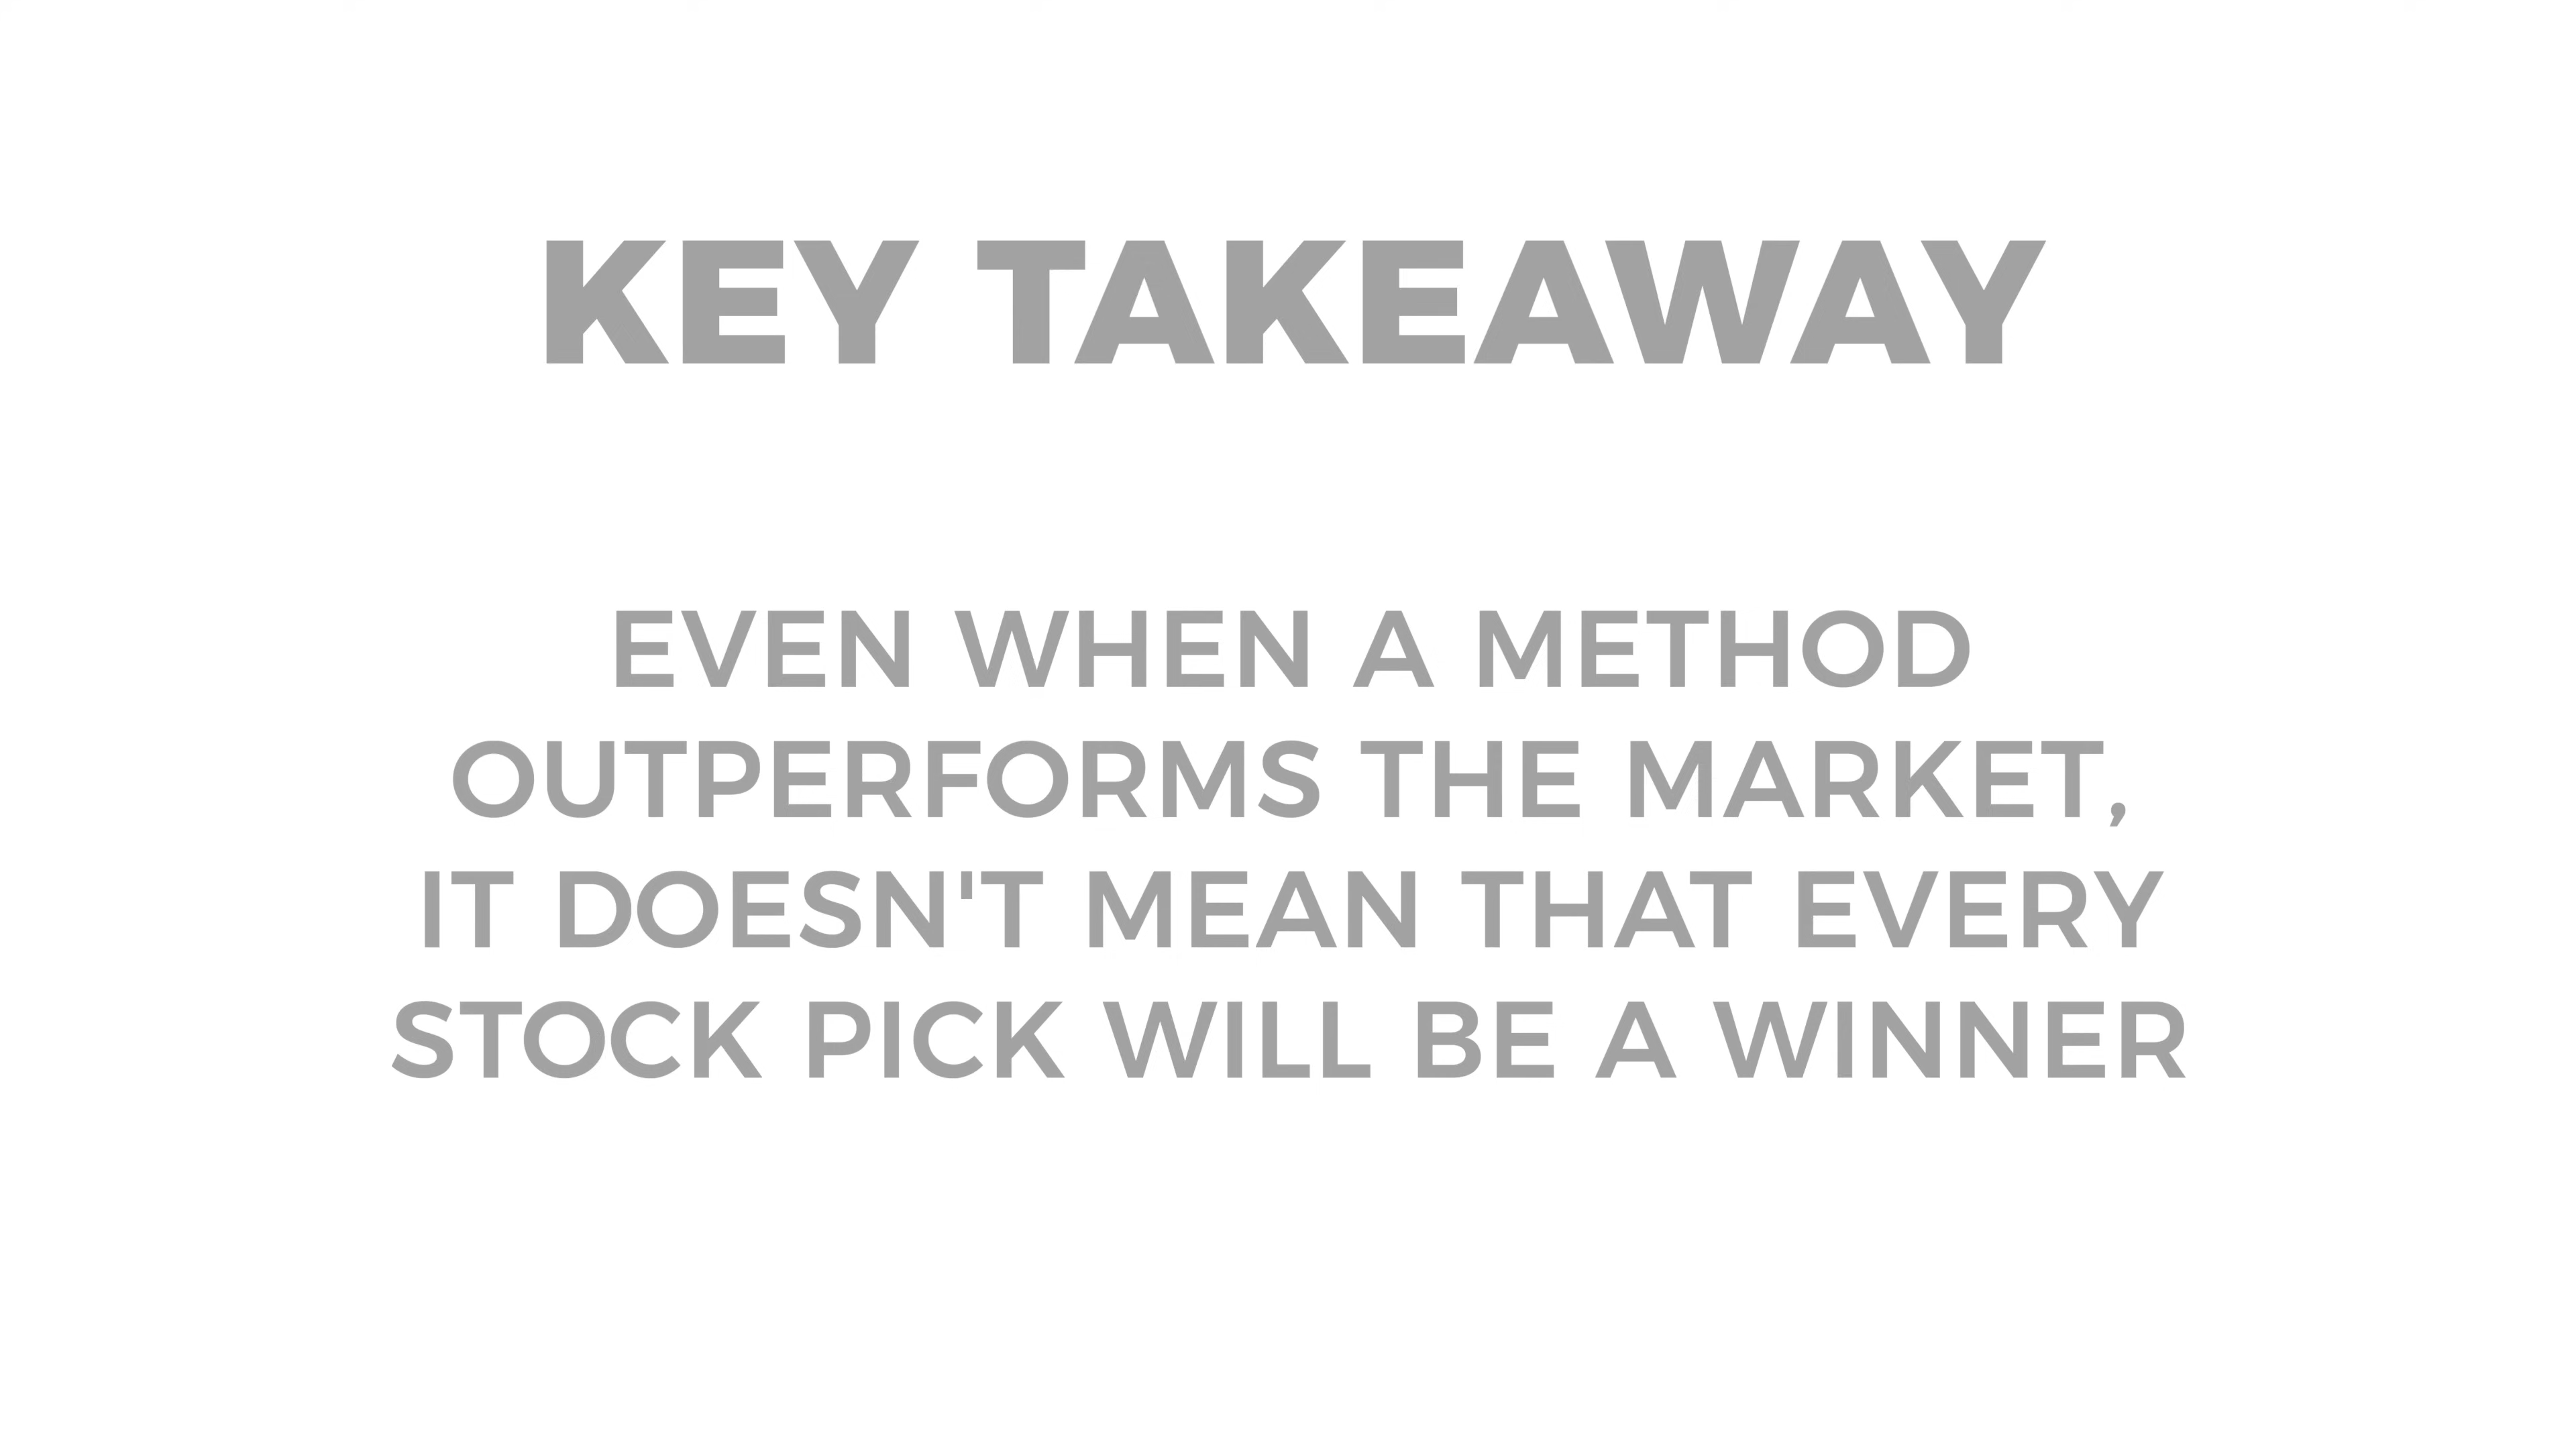 KEY TAKEAWAY
EVEN WHEN A METHOD
OUTPERFORMS THE MARKET,
IT DOESN'T MEAN THAT EVERY
STOCK PICK WILL BE A WINNER